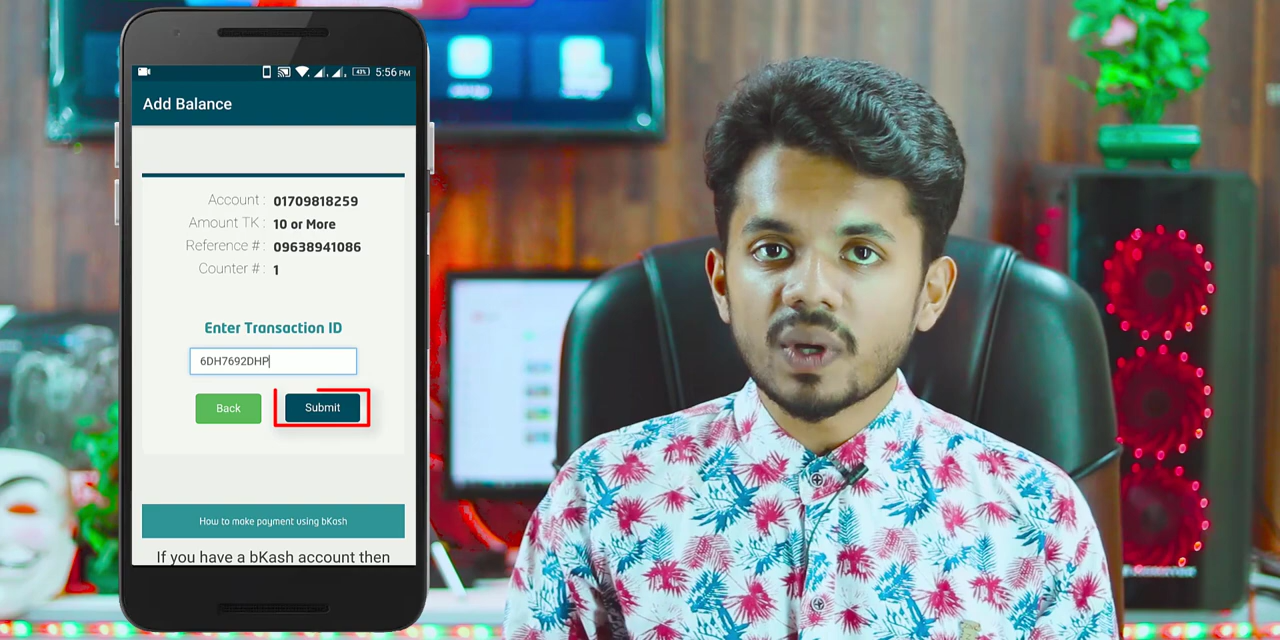 43%
5:56 PM
Add Balance
Account : 01709818259
Amount TK : 10 or More
Reference # : 09638941086
Counter # : 1
Enter Transaction ID
6DH7692DHP
Back
Submit
How to make payment using bKash
If you have a bKash account then